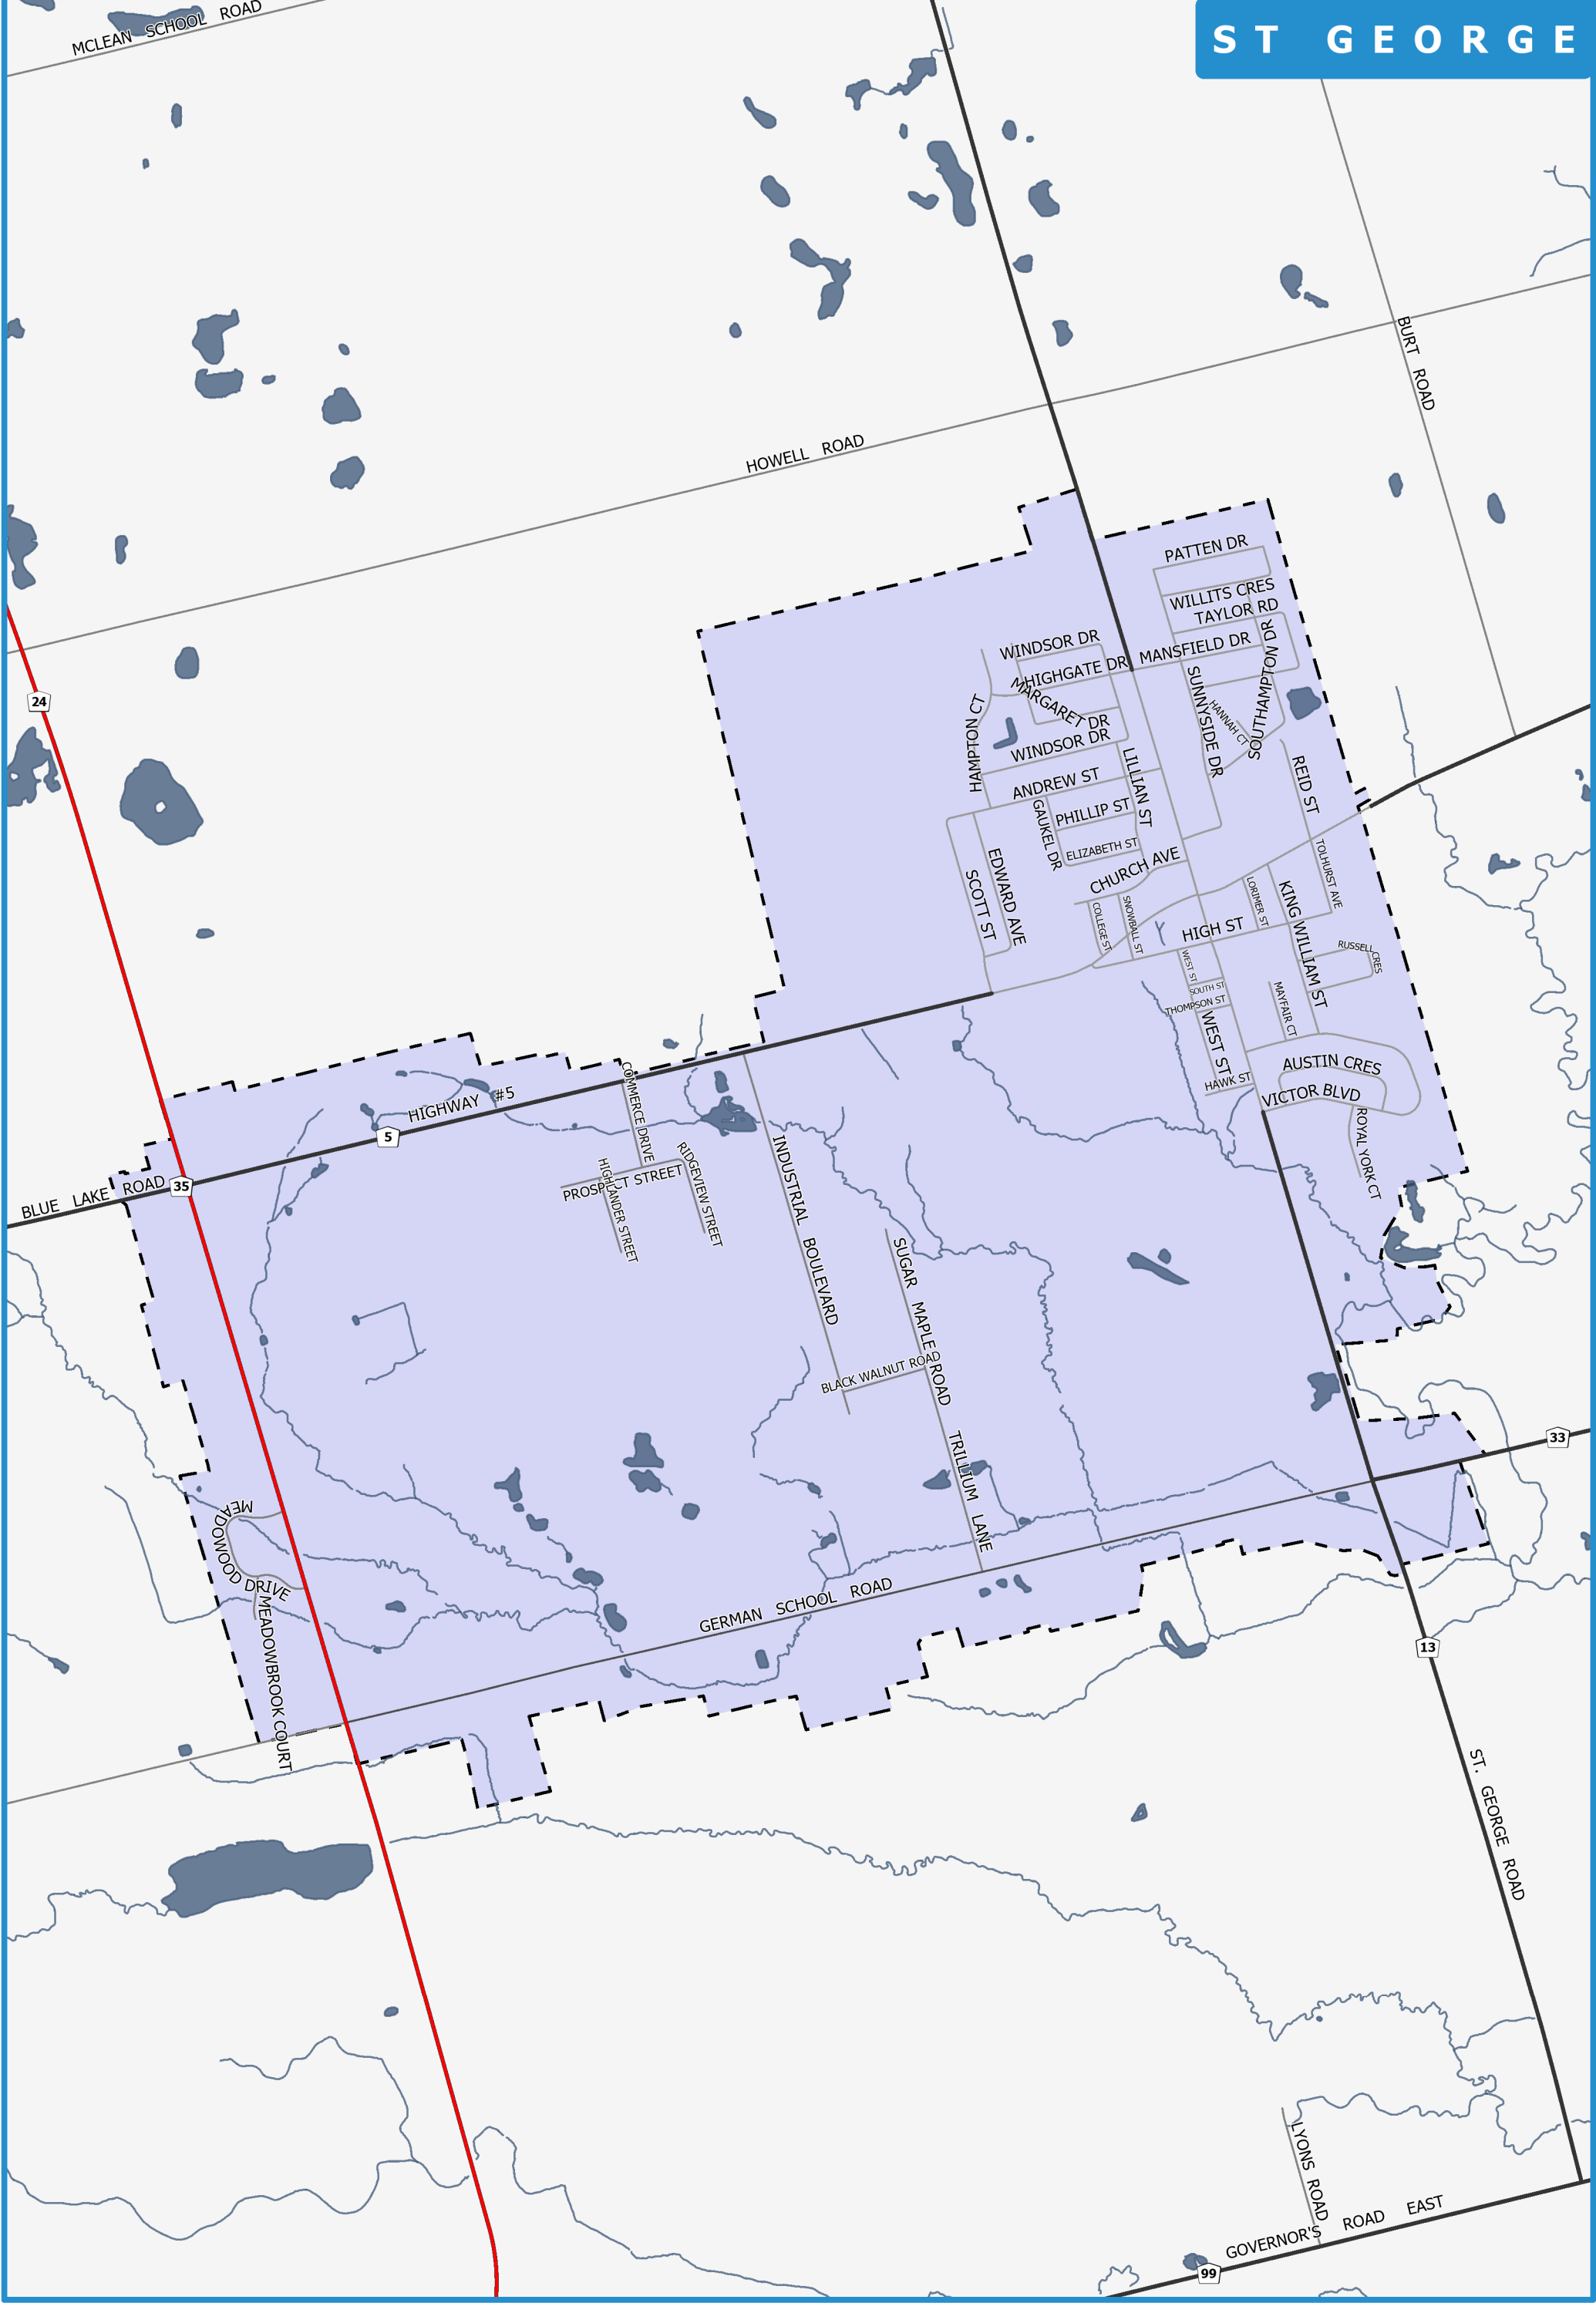 MCLEAN SCHOOL ROAD
ST GEORGE
BURT ROAD
HOWELL ROAD
24
PATTEN DR
WILLITS CRES
TAYLOR RD
MANSFIELD DR
WINDSOR DR
HIGHGATE DR
MARGARET DR
HAMPTON CT
SUNNYSIDE DR
HANNAH CT
SOUTHAMPTON DR
WINDSOR DR
ANDREW ST
LILLIAN ST
REID ST
PHILLIP ST
GAUKEL DR
ELIZABETH ST
CHURCH AVE
EDWARD AVE
SCOTT ST
TOLHURST AVE
LORIMER ST
KING WILLIAM ST
COLLEGE ST
SNOWBALL ST
HIGH ST
RUSSELL CRES
WEST ST
SOUTH ST
THOMPSON ST
MAYFAIR CT
WEST ST
AUSTIN CRES
HAWK ST
VICTOR BLVD
ROYAL YORK CT
HIGHWAY #5
5
COMMERCE DRIVE
BLUE LAKE ROAD
35
PROSPECT STREET
HIGHLANDER STREET
RIDGEVIEW STREET
INDUSTRIAL BOULEVARD
SUGAR MAPLE ROAD
BLACK WALNUT ROAD
TRILLIUM LANE
33
MEADOWOOD DRIVE
MEADOWBROOK COURT
GERMAN SCHOOL ROAD
13
ST. GEORGE ROAD
LYONS ROAD
GOVERNOR'S ROAD EAST
99